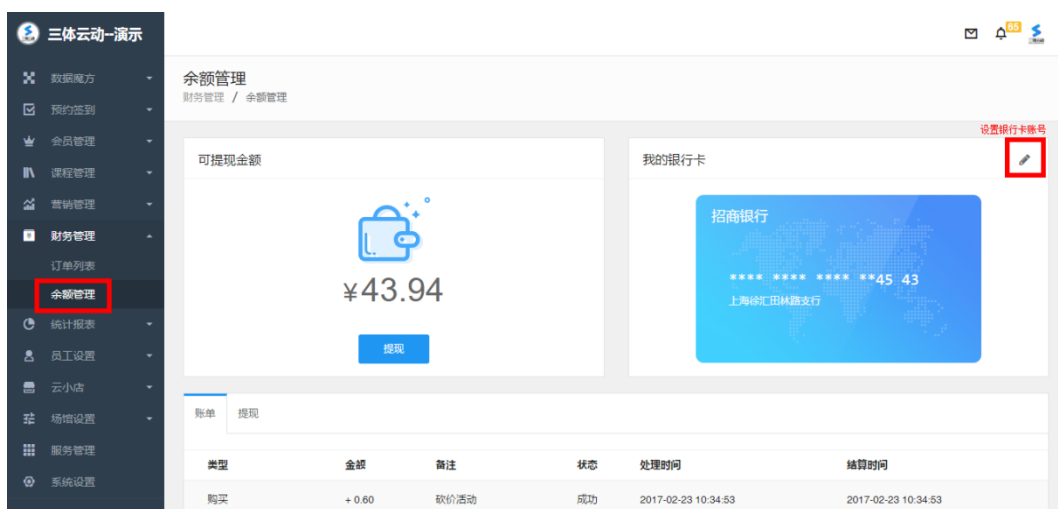 三体云动--演示
65
数据魔方
预约签到
会员管理
课程管理
营销管理
财务管理
订单列表
余额管理
统计报表
员工设置
云小店
场馆设置
服务管理
系统设置
余额管理
财务管理 / 余额管理
设置银行卡账号
可提现金额
¥43.94
提现
我的银行卡
招商银行
**** **** **** **45 43
上海徐汇田林路支行
账单 提现
类型 金额 备注 状态 处理时间 结算时间
购买 + 0.60 砍价活动 成功 2017-02-23 10:34:53 2017-02-23 10:34:53